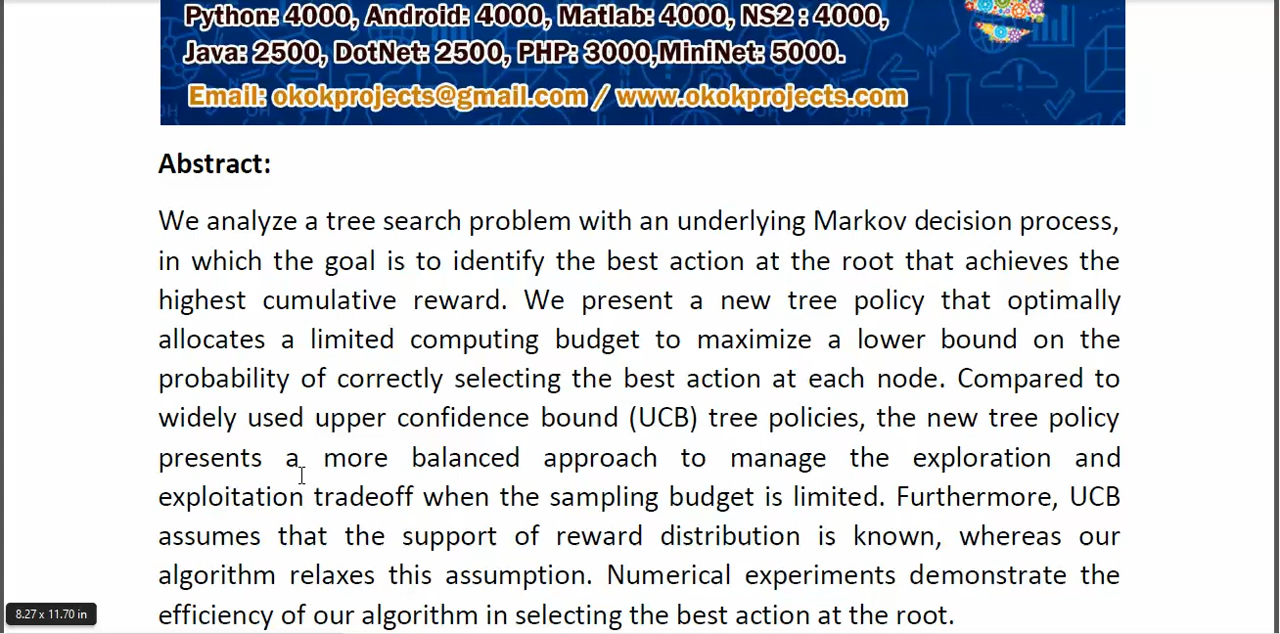 Python: 4000, Android: 4000, Matlab: 4000, NS2 : 4000,
Java: 2500, DotNet: 2500, PHP: 3000,MiniNet: 5000.
Email: okokprojects@gmail.com / www.okokprojects.com
Abstract:
We analyze a tree search problem with an underlying Markov decision process,
in which the goal is to identify the best action at the root that achieves the
highest cumulative reward. We present a new tree policy that optimally
allocates a limited computing budget to maximize a lower bound on the
probability of correctly selecting the best action at each node. Compared to
widely used upper confidence bound (UCB) tree policies, the new tree policy
presents a more balanced approach to manage the exploration and
exploitation tradeoff when the sampling budget is limited. Furthermore, UCB
assumes that the support of reward distribution is known, whereas our
algorithm relaxes this assumption. Numerical experiments demonstrate the
efficiency of our algorithm in selecting the best action at the root.
8.27 x 11.70 in